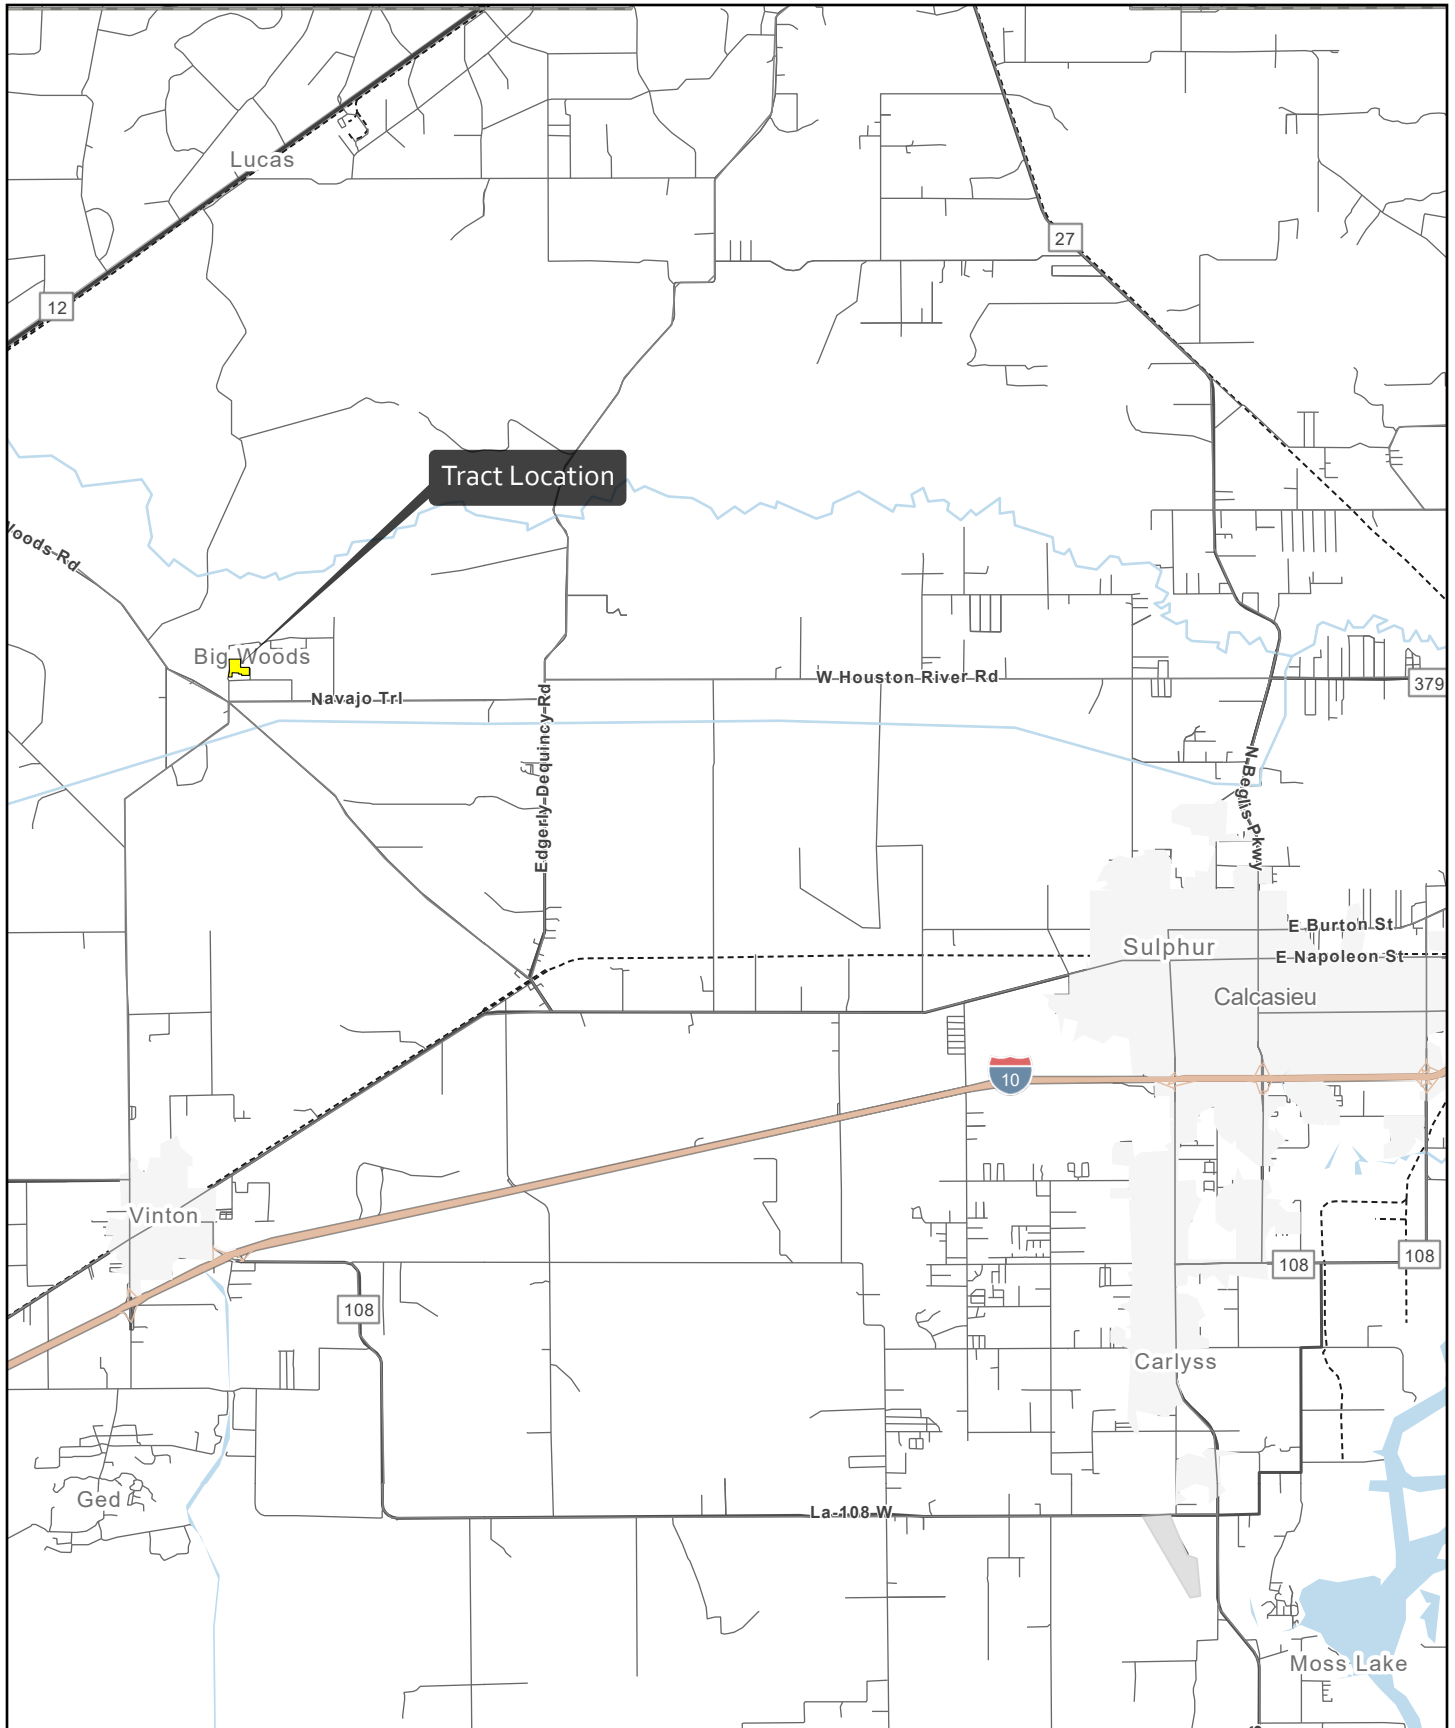 Lucas
27
12
Tract Location
Woods-Rd
Big Woods
W Houston River Rd
379
Navajo Trl
Edgerly-Dequincy-Rd
N-Beglis-Pkwy
E Burton St
Sulphur
E Napoleon St
Calcasieu
10
Vinton
108
108
108
Carlyss
Ged
La-108-W
Moss Lake